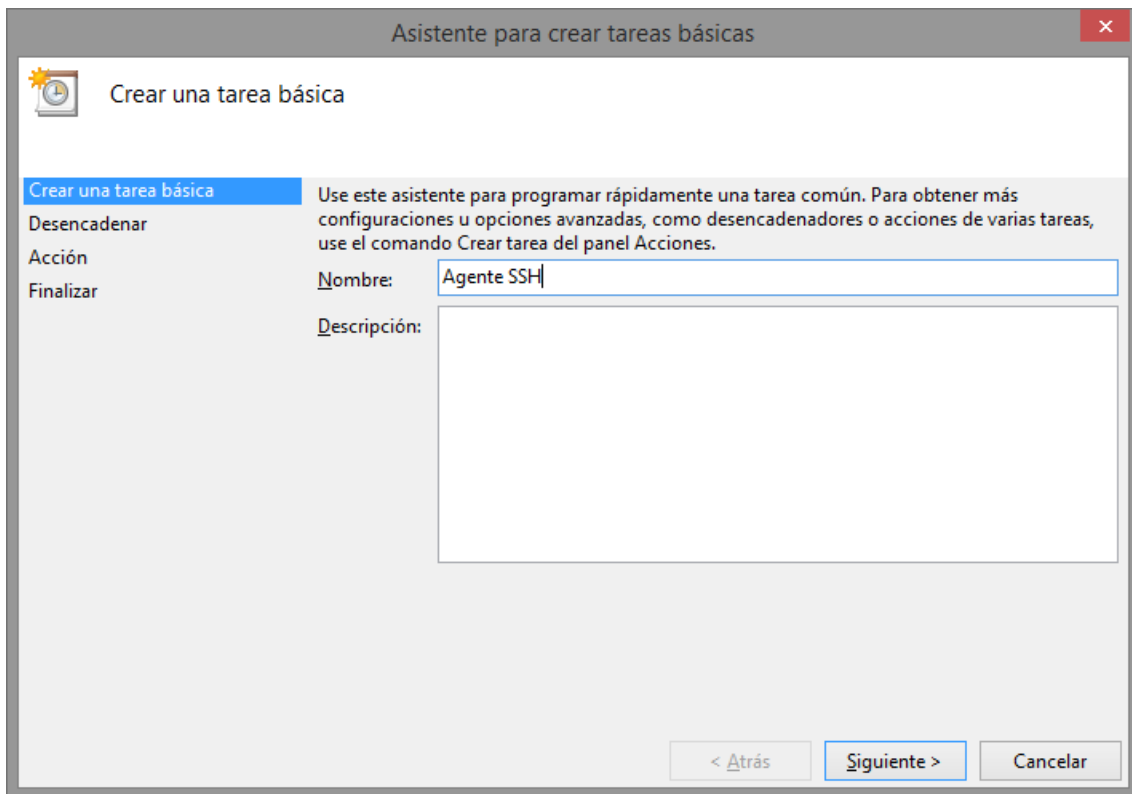 Asistente para crear tareas básicas
Crear una tarea básica
Crear una tarea básica
Desencadenar
Acción
Finalizar
Use este asistente para programar rápidamente una tarea común. Para obtener más
configuraciones u opciones avanzadas, como desencadenadores o acciones de varias tareas,
use el comando Crear tarea del panel Acciones.
Nombre: Agente SSH
Descripción:
< Atrás Siguiente > Cancelar